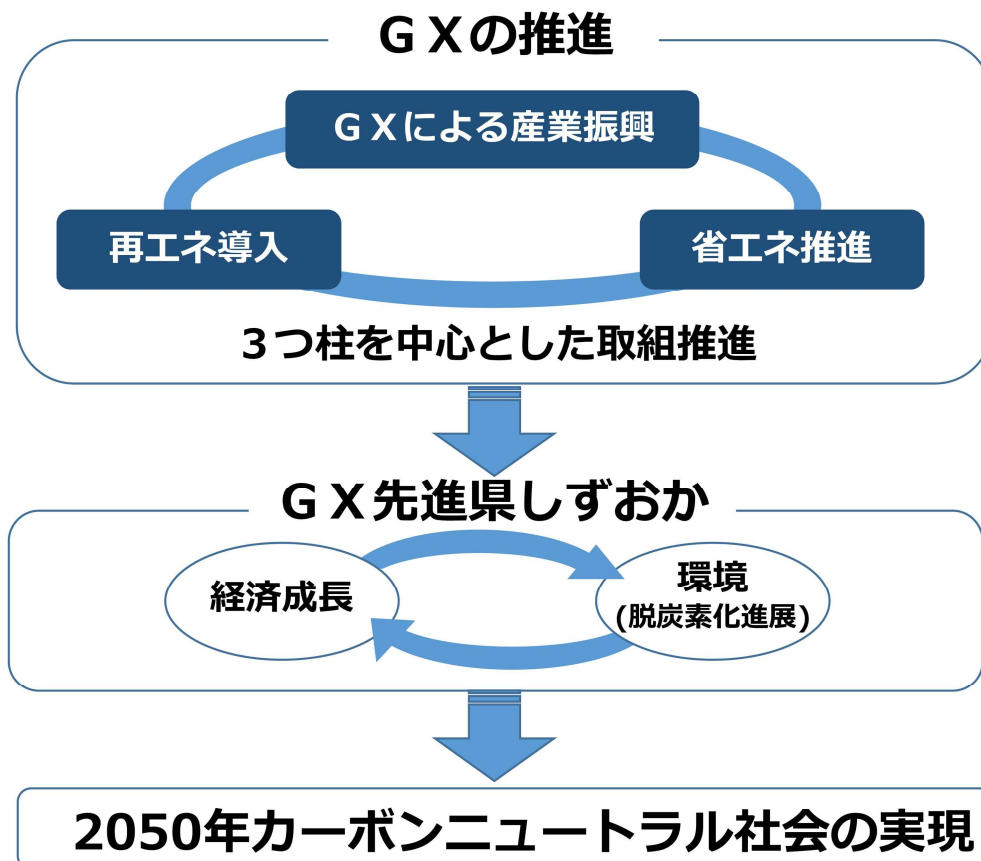 ＧＸの推進
ＧＸによる産業振興
再エネ導入
省エネ推進
３つ柱を中心とした取組推進
ＧＸ先進県しずおか
経済成長
環境
(脱炭素化進展)
2050年カーボンニュートラル社会の実現